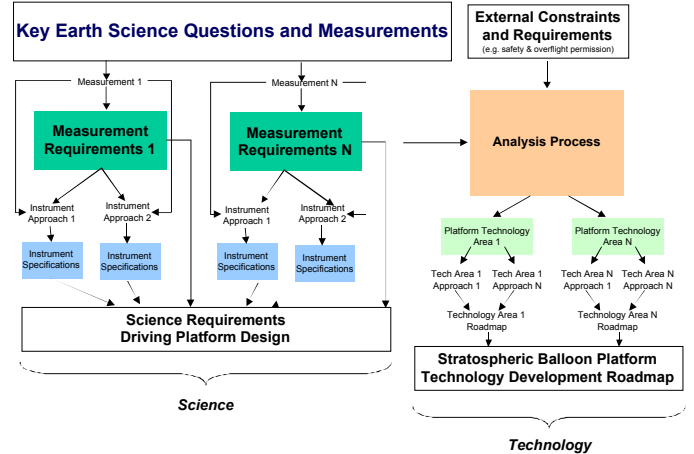 Key Earth Science Questions and Measurements
External Constraints
and Requirements
(e.g. safety & overflight permission)
Measurement 1
Measurement N
Measurement
Requirements 1
Measurement
Requirements N
Analysis Process
Instrument
Approach 1
Instrument
Approach 2
Instrument
Approach 1
Instrument
Approach 2
Instrument
Specifications
Instrument
Specifications
Instrument
Specifications
Instrument
Specifications
Platform Technology
Area 1
Platform Technology
Area N
Tech Area 1
Approach 1
Tech Area 1
Approach N
Tech Area N
Approach 1
Tech Area N
Approach N
Technology Area 1
Roadmap
Technology Area N
Roadmap
Science Requirements
Driving Platform Design
Stratospheric Balloon Platform
Technology Development Roadmap
Science
Technology